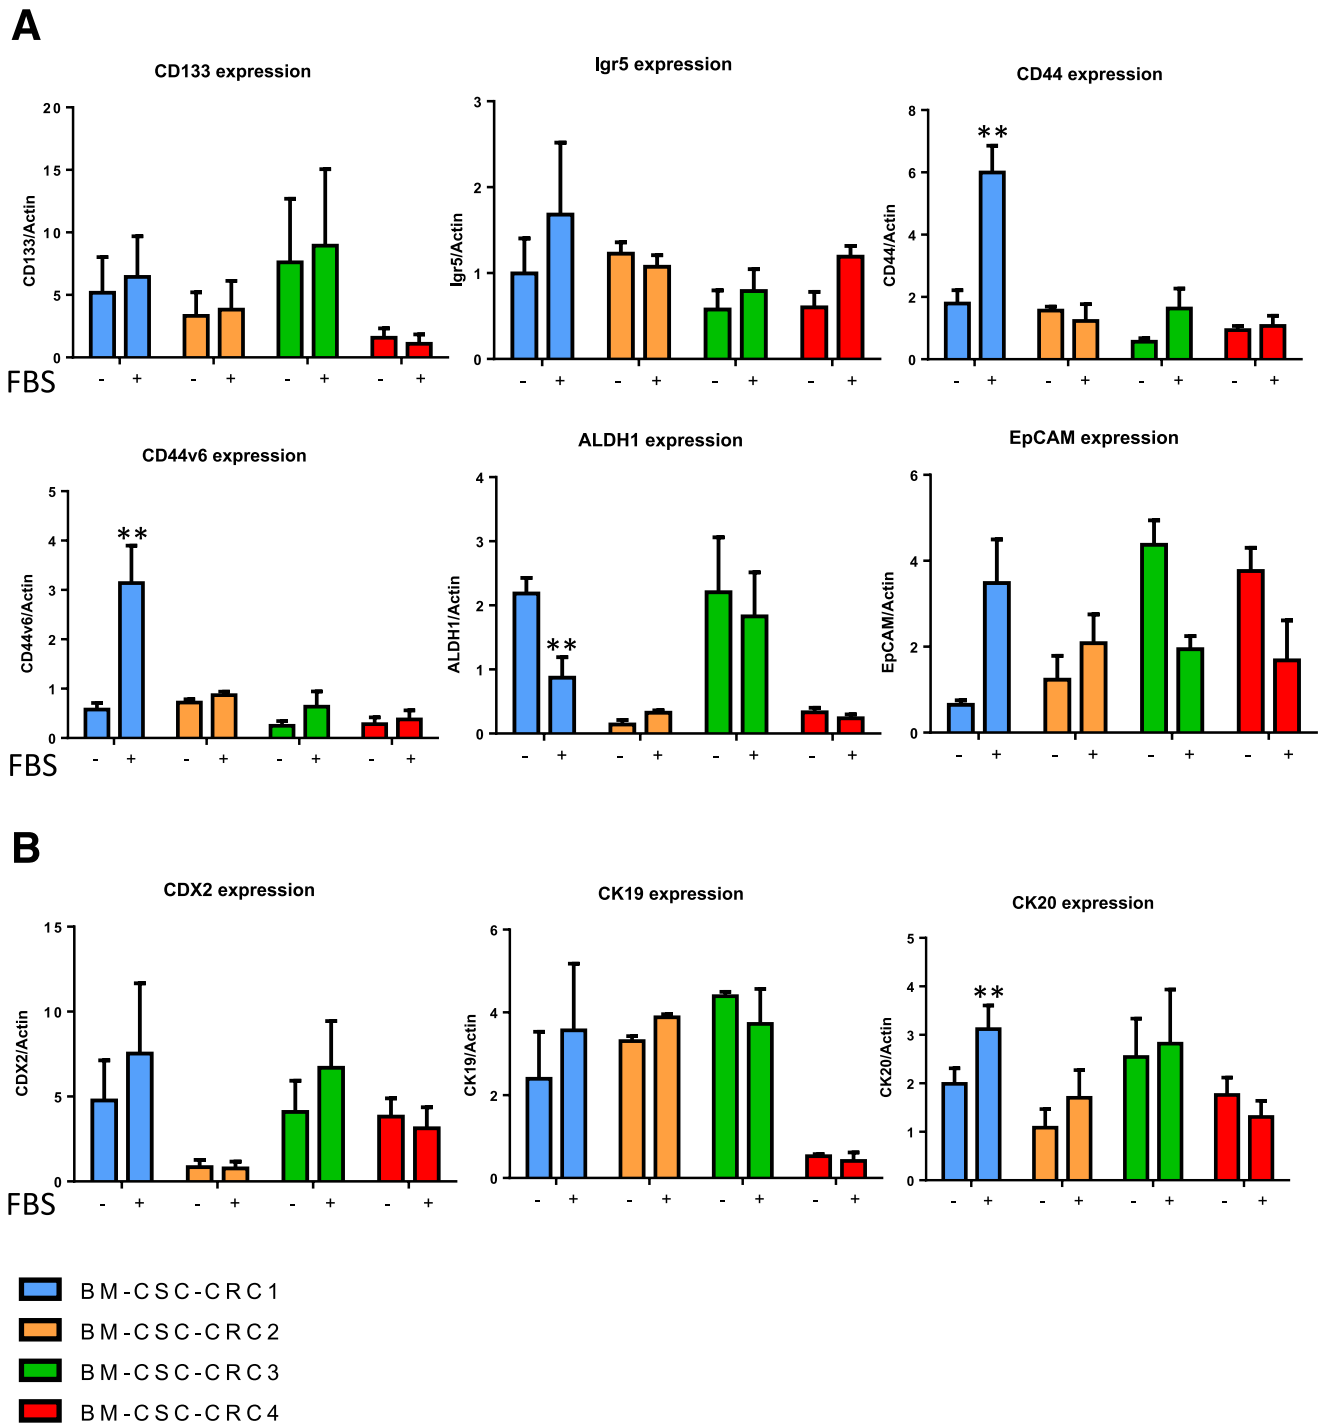 A
CD133 expression
Igr5 expression
CD44 expression
CD133/Actin
20
15
10
5
0
Igr5/Actin
3
2
1
0
CD44/Actin
8
6
4
2
0
**
FBS - + - + - + - +
- + - + - + - +
- + - + - + - +
CD44v6 expression
ALDH1 expression
EpCAM expression
CD44v6/Actin
5
4
3
2
1
0
**
ALDH1/Actin
4
3
2
1
0
**
EpCAM/Actin
6
4
2
0
FBS - + - + - + - +
- + - + - + - +
- + - + - + - +
B
CDX2 expression
CK19 expression
CK20 expression
CDX2/Actin
15
10
5
0
CK19/Actin
6
4
2
0
CK20/Actin
5
4
3
2
1
0
**
FBS - + - + - + - +
- + - + - + - +
- + - + - + - +
BM-CSC-CRC1
BM-CSC-CRC2
BM-CSC-CRC3
BM-CSC-CRC4